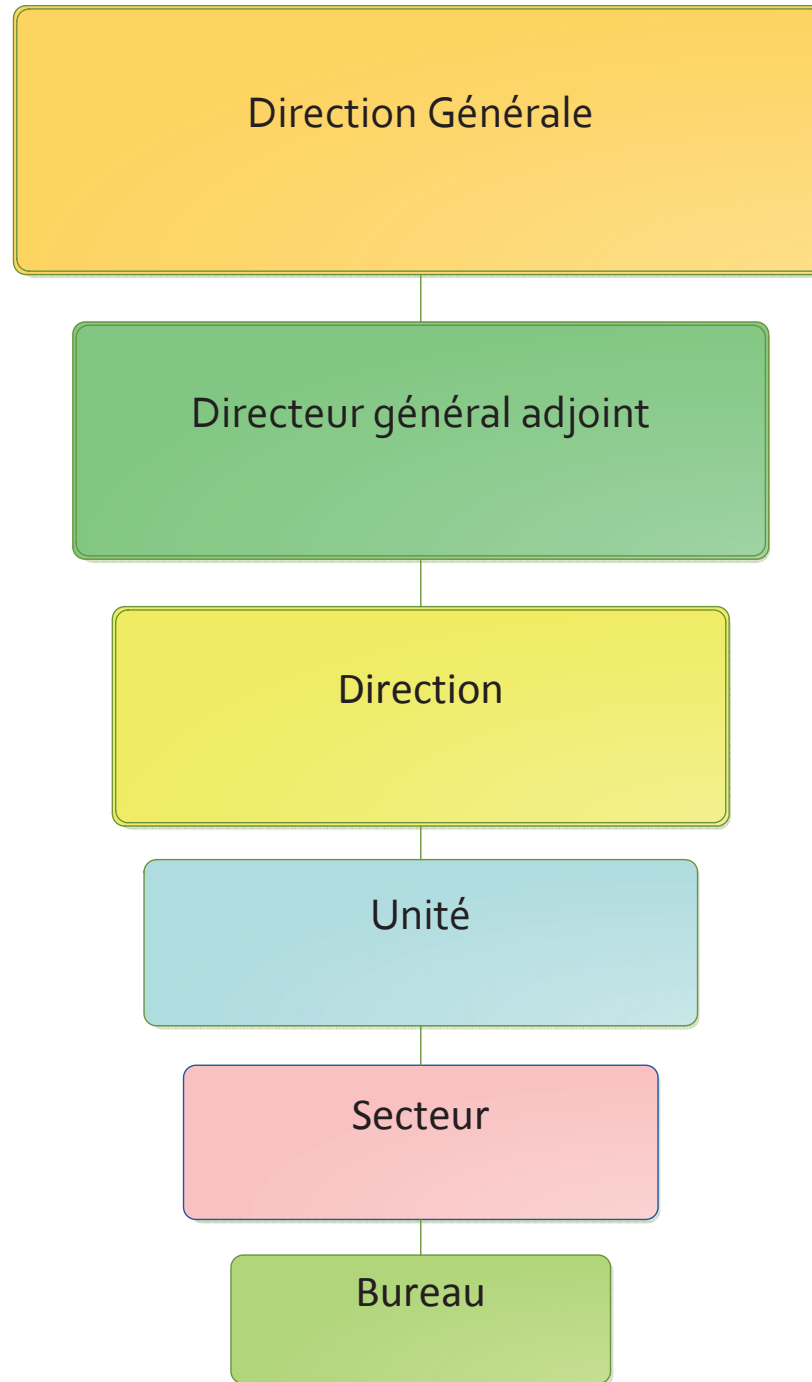 Direction Générale
Directeur général adjoint
Direction
Unité
Secteur
Bureau